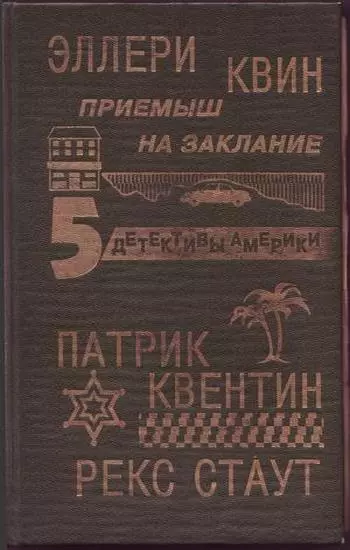 ЭЛЛЕРИ
КВИН
ПРИЕМЫШ
НА ЗАКЛАНИЕ
5
ДЕТЕКТИВЫ АМЕРИКИ
ПАТРИК
КВЕНТИН
РЕКС СТАУТ